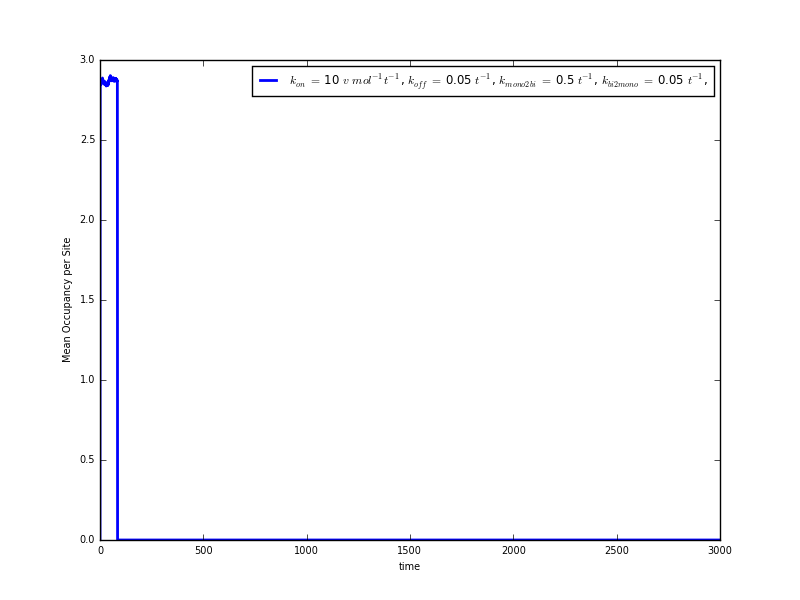 3.0
k_on = 10 v mol^−1 t^−1, k_off = 0.05 t^−1, k_mono2bi = 0.5 t^−1, k_bi2mono = 0.05 t^−1,
2.5
2.0
Mean Occupancy per Site
1.5
1.0
0.5
0.0
0 500 1000 1500 2000 2500 3000
time